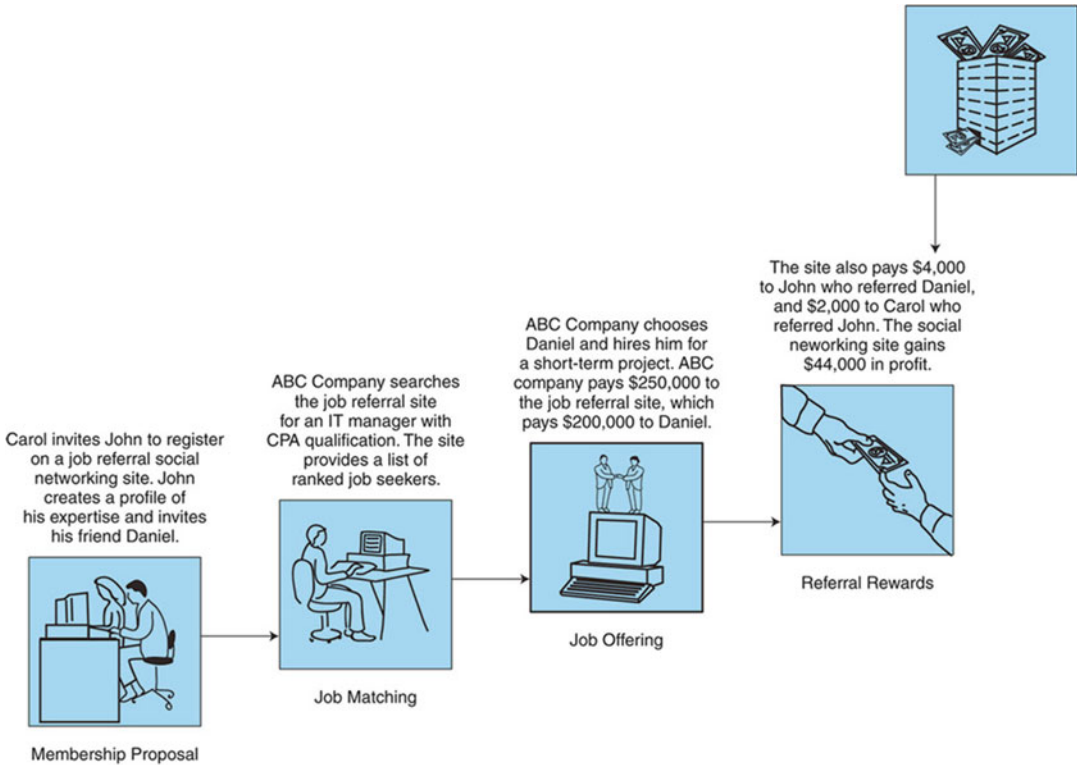 Carol invites John to register
on a job referral social
networking site. John
creates a profile of
his expertise and invites
his friend Daniel.
Membership Proposal
ABC Company searches
the job referral site
for an IT manager with
CPA qualification. The site
provides a list of
ranked job seekers.
Job Matching
ABC Company chooses
Daniel and hires him for
a short-term project. ABC
company pays $250,000 to
the job referral site, which
pays $200,000 to Daniel.
Job Offering
The site also pays $4,000
to John who referred Daniel,
and $2,000 to Carol who
referred John. The social
neworking site gains
$44,000 in profit.
Referral Rewards